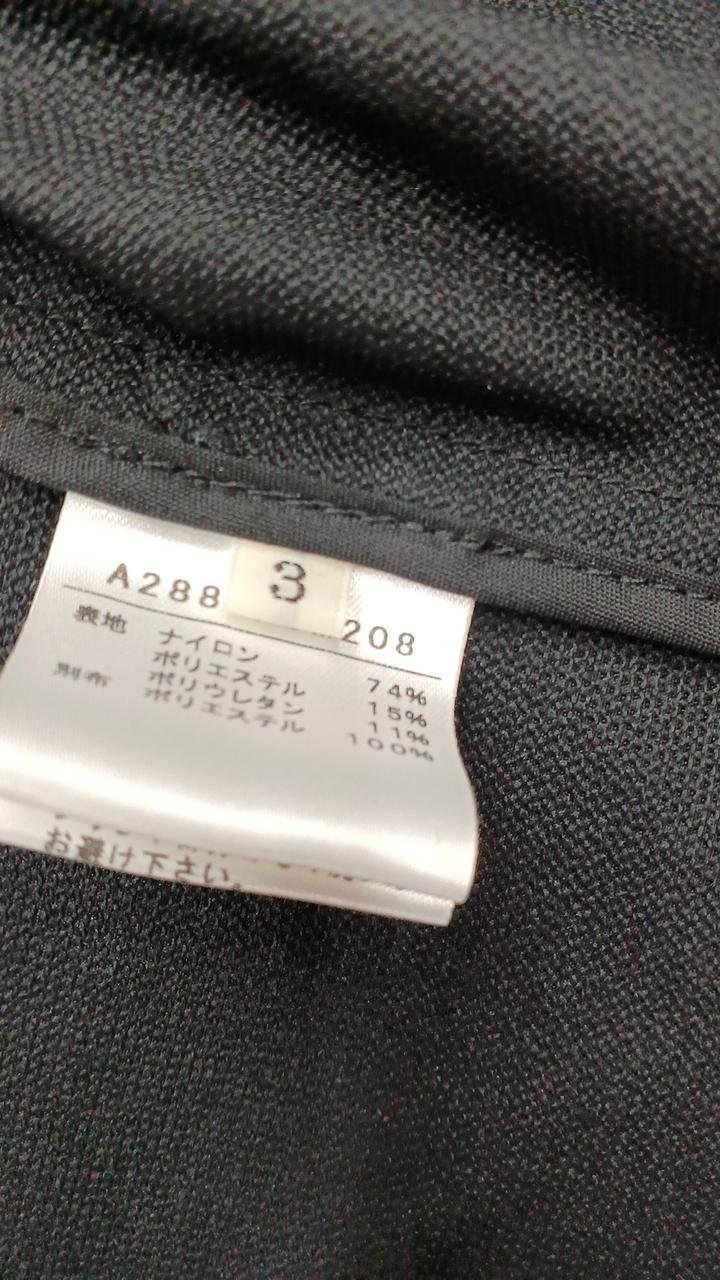 3
A288 208
表地 ナイロン 74%
ポリエステル 15%
ポリウレタン 11%
別布 ポリエステル 100%
お避け下さい。